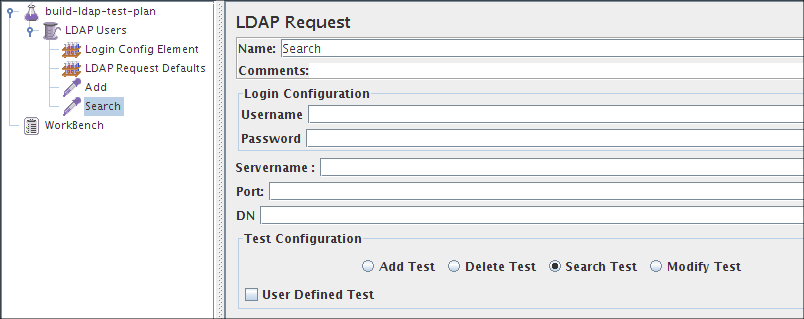 build-ldap-test-plan
LDAP Users
Login Config Element
LDAP Request Defaults
Add
Search
WorkBench
LDAP Request
Name: Search
Comments:
Login Configuration
Username
Password
Servername :
Port:
DN
Test Configuration
Add Test Delete Test Search Test Modify Test
User Defined Test